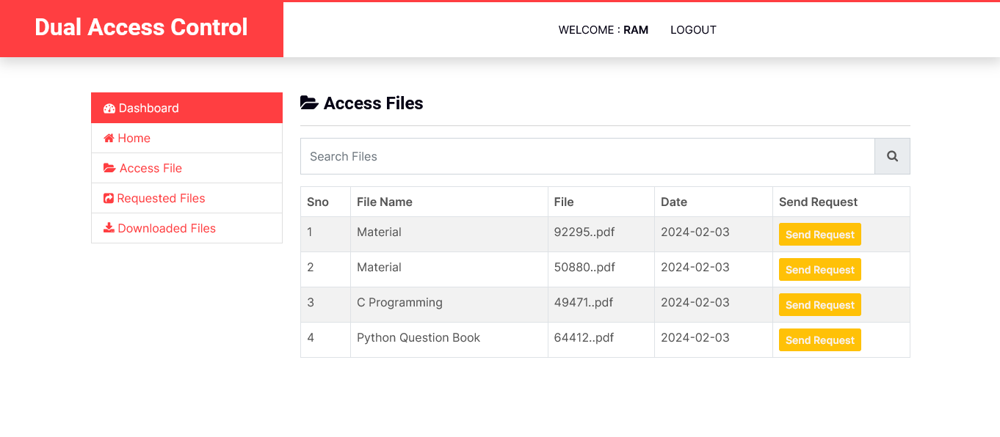 Dual Access Control
WELCOME : RAM LOGOUT
Dashboard
Home
Access File
Requested Files
Downloaded Files
Access Files
Search Files
Sno File Name File Date Send Request
1 Material 92295..pdf 2024-02-03 Send Request
2 Material 50880..pdf 2024-02-03 Send Request
3 C Programming 49471..pdf 2024-02-03 Send Request
4 Python Question Book 64412..pdf 2024-02-03 Send Request